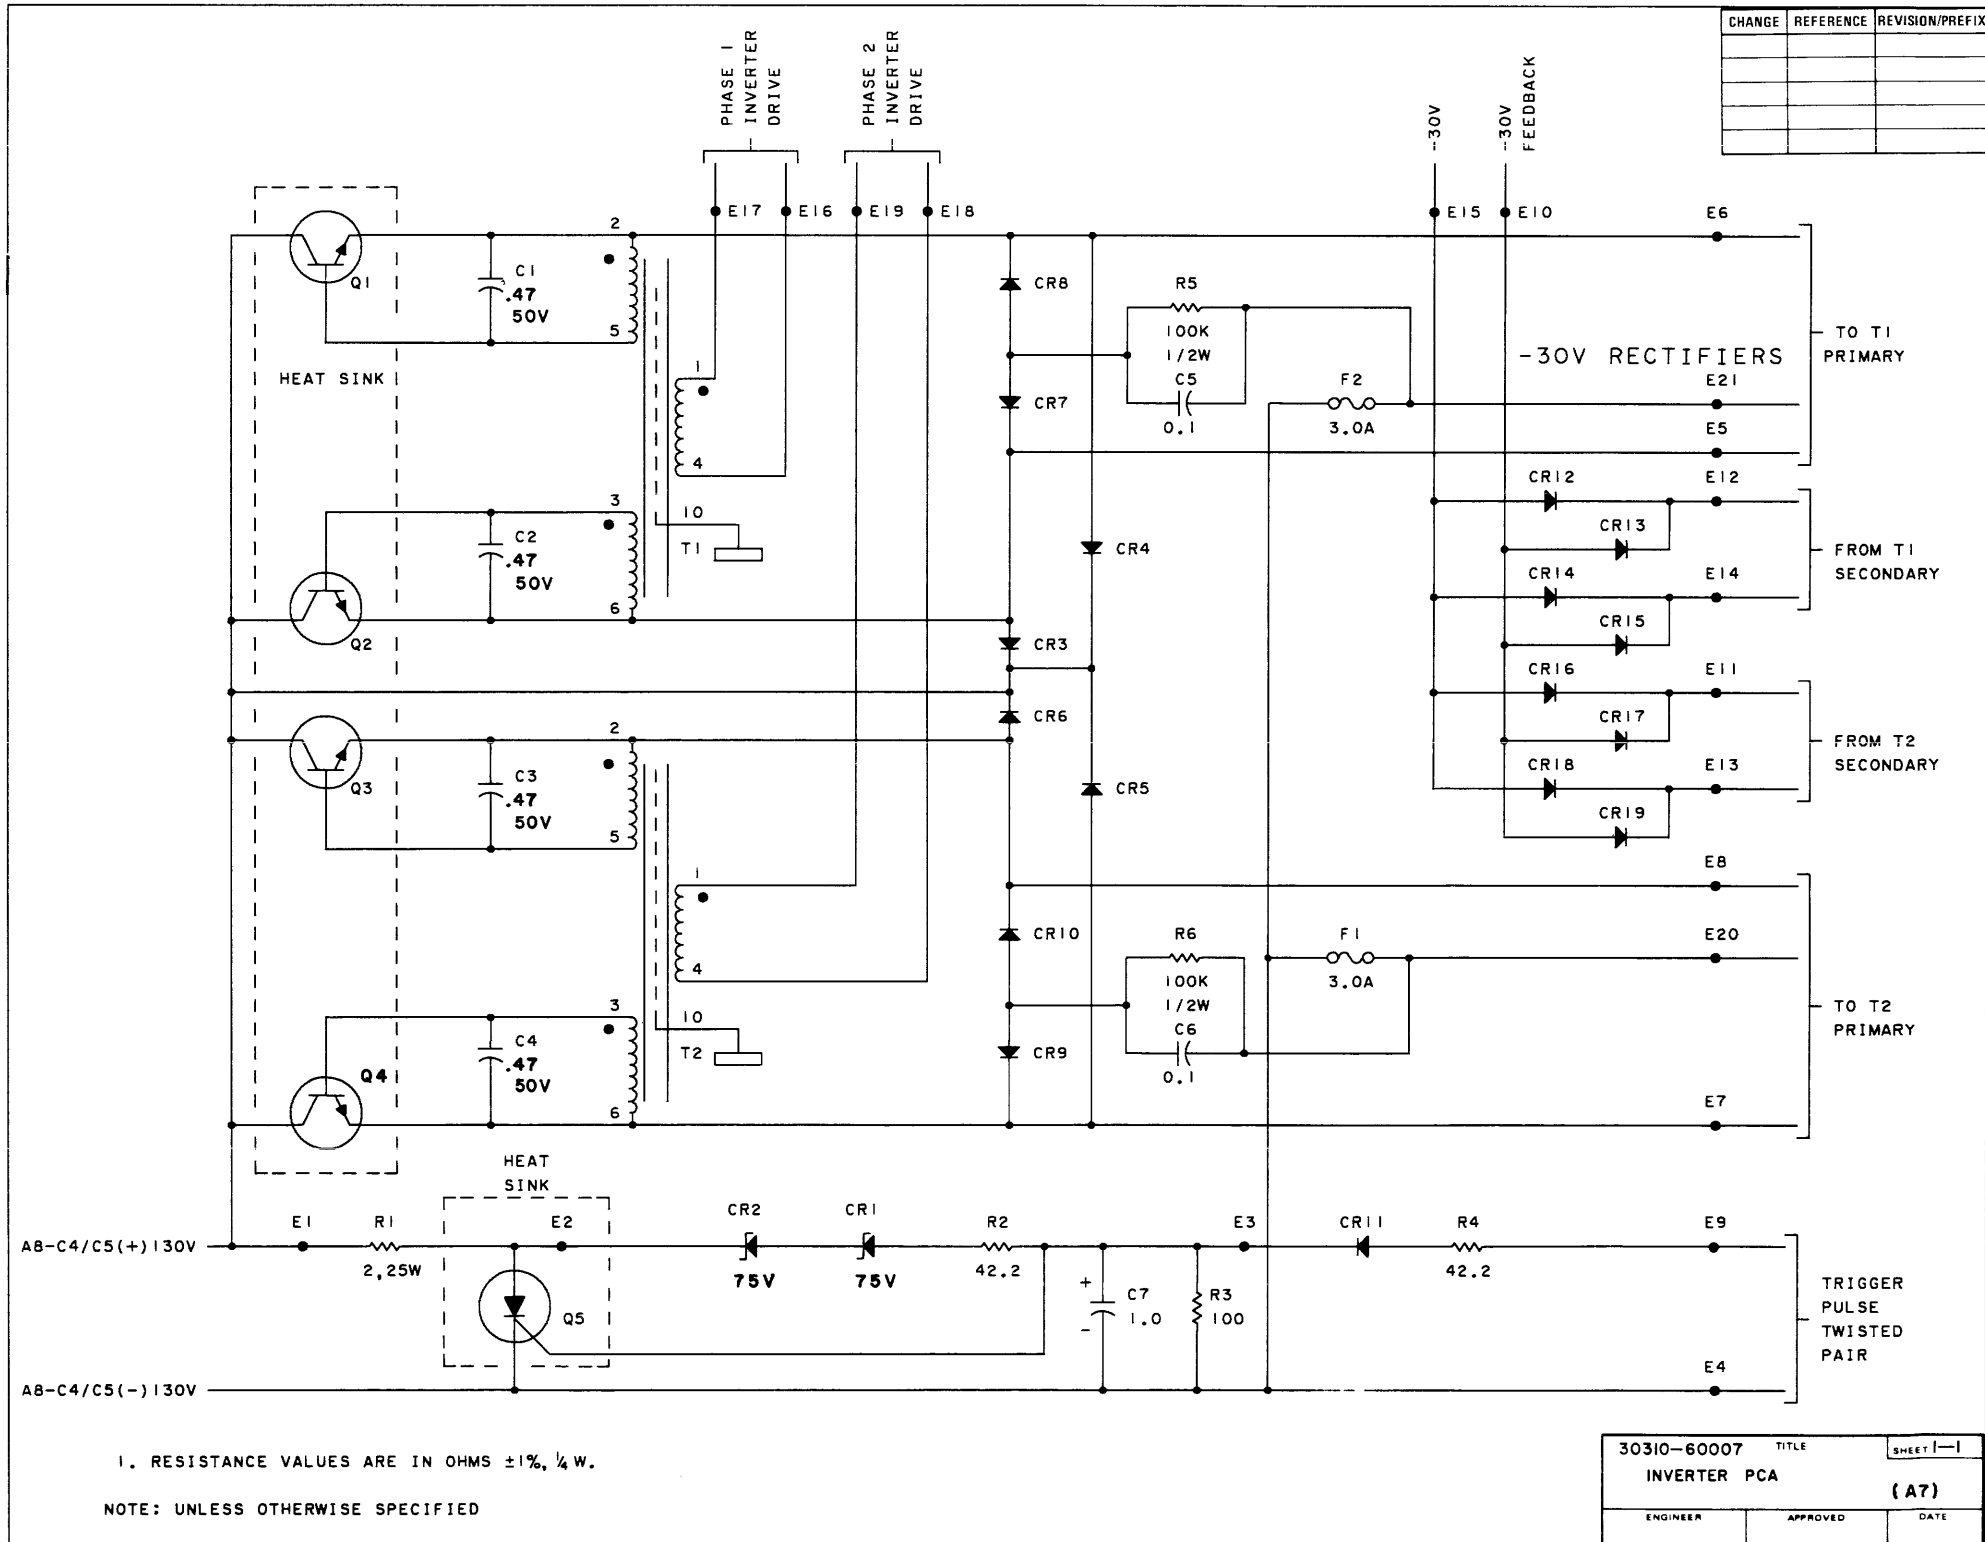 CHANGE REFERENCE REVISION/PREFIX
PHASE 1
INVERTER
DRIVE
PHASE 2
INVERTER
DRIVE
-30V
-30V
FEEDBACK
E17 E16 E19 E18
E15 E10
E6
Q1
C1
.47
50V
2
5
HEAT SINK
1
4
CR8
CR7
R5
100K
1/2W
C5
0.1
F2
3.0A
-30V RECTIFIERS
E21
E5
TO T1
PRIMARY
Q2
C2
.47
50V
3
6
10
T1
CR4
CR3
CR12
E12
CR13
CR14
E14
CR15
FROM T1
SECONDARY
CR16
E11
CR17
CR18
E13
CR19
FROM T2
SECONDARY
CR6
CR5
Q3
C3
.47
50V
2
5
1
4
E8
CR10
CR9
R6
100K
1/2W
C6
0.1
F1
3.0A
E20
TO T2
PRIMARY
E7
Q4
C4
.47
50V
3
6
10
T2
HEAT
SINK
A8-C4/C5(+)130V
E1
R1
2,25W
E2
Q5
CR2
75V
CR1
75V
R2
42.2
+
C7
1.0
-
R3
100
E3
CR11
R4
42.2
E9
TRIGGER
PULSE
TWISTED
PAIR
E4
A8-C4/C5(-)130V
1. RESISTANCE VALUES ARE IN OHMS ±1%, ¼ W.
NOTE: UNLESS OTHERWISE SPECIFIED
30310-60007 TITLE SHEET 1-1
INVERTER PCA
(A7)
ENGINEER APPROVED DATE